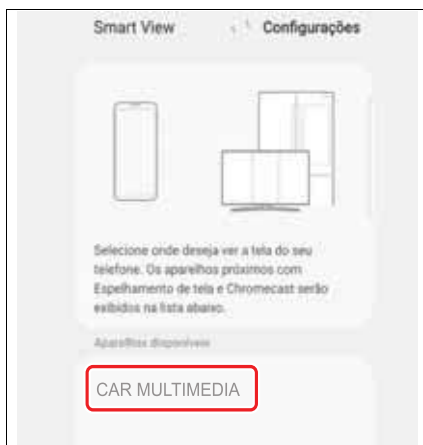 Smart View Configurações
Selecione onde deseja ver a tela do seu
telefone. Os aparelhos próximos com
Espelhamento de tela e Chromecast serão
exibidos na lista abaixo.
Aparelhos disponíveis
CAR MULTIMEDIA